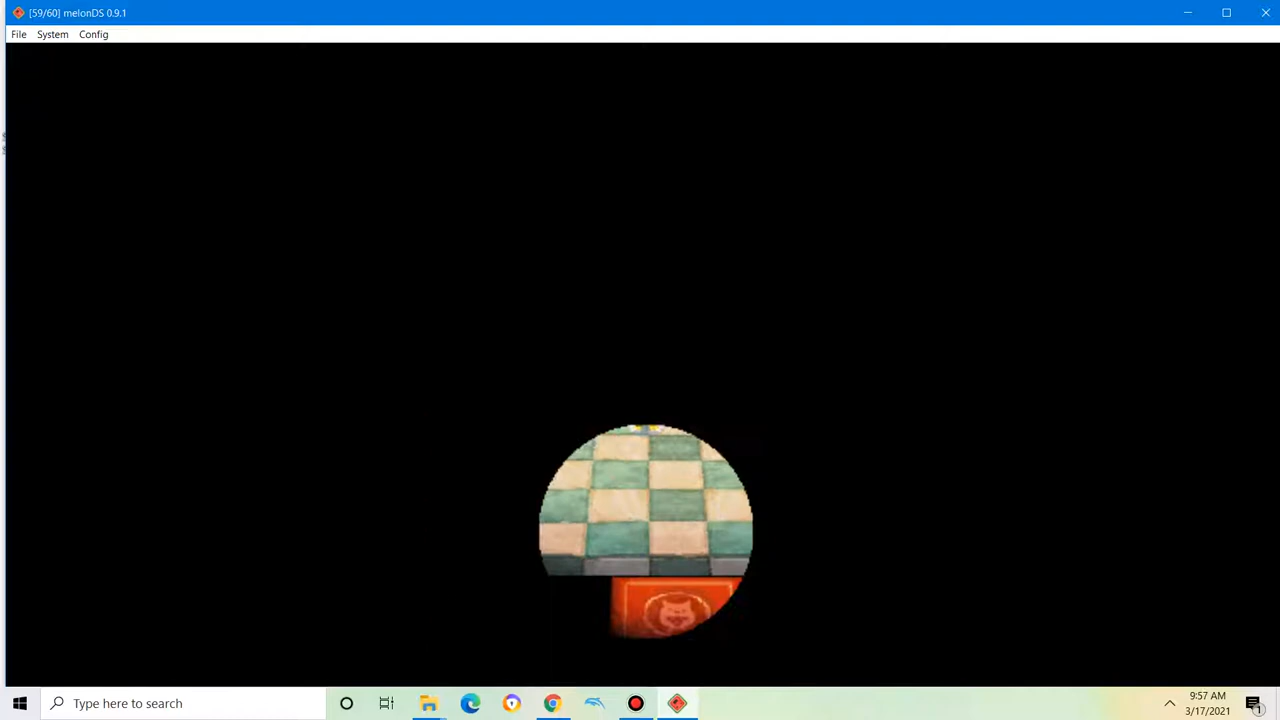 [59/60] melonDS 0.9.1
File System Config
Type here to search
9:57 AM
3/17/2021
1